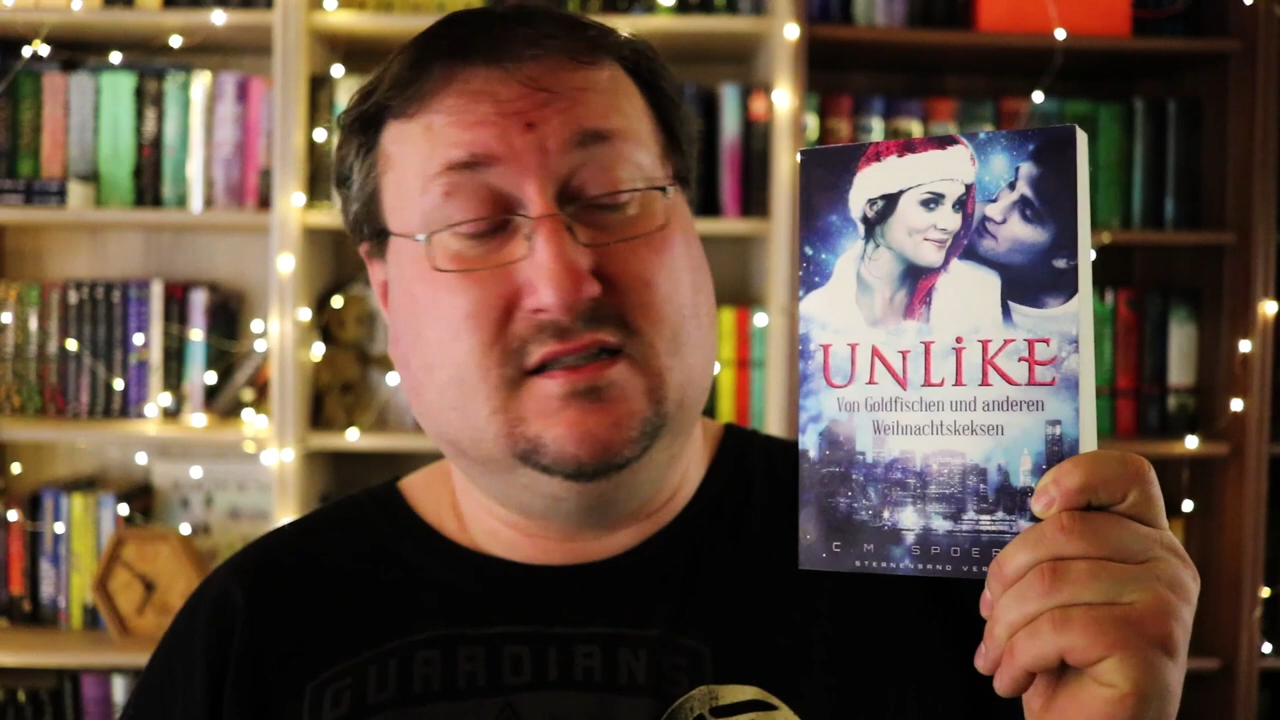 UNLiKE
Von Goldfischen und anderen
Weihnachtskeksen
C. M. SPOER
STERNENSAND VER
GUARDIANS